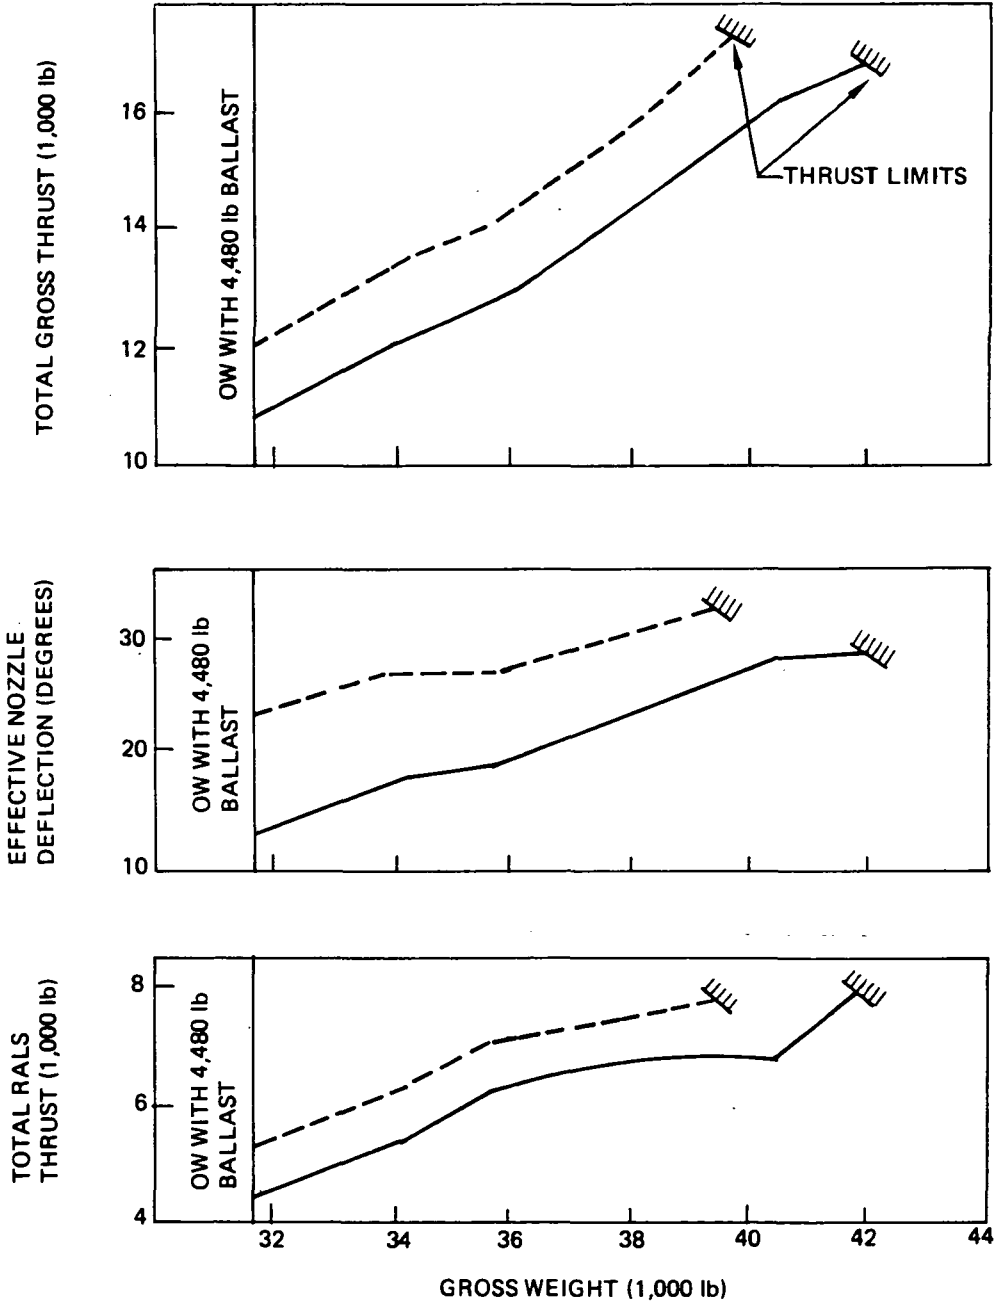 TOTAL GROSS THRUST (1,000 lb)
16
14
12
10
OW WITH 4,480 lb BALLAST
THRUST LIMITS
EFFECTIVE NOZZLE
DEFLECTION (DEGREES)
30
20
10
OW WITH 4,480 lb
BALLAST
TOTAL RALS
THRUST (1,000 lb)
8
6
4
OW WITH 4,480 lb
BALLAST
32 34 36 38 40 42 44
GROSS WEIGHT (1,000 lb)